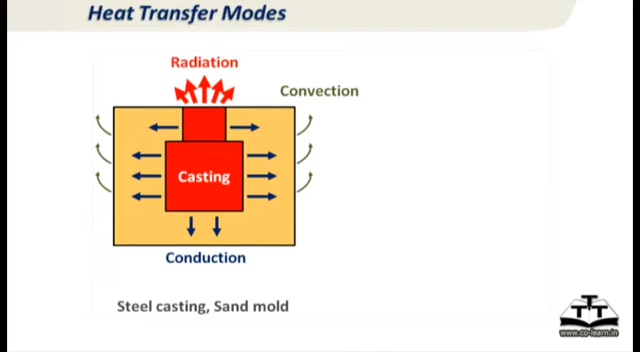 Heat Transfer Modes
Radiation
Convection
Casting
Conduction
Steel casting, Sand mold
TTT
www.co-learn.in